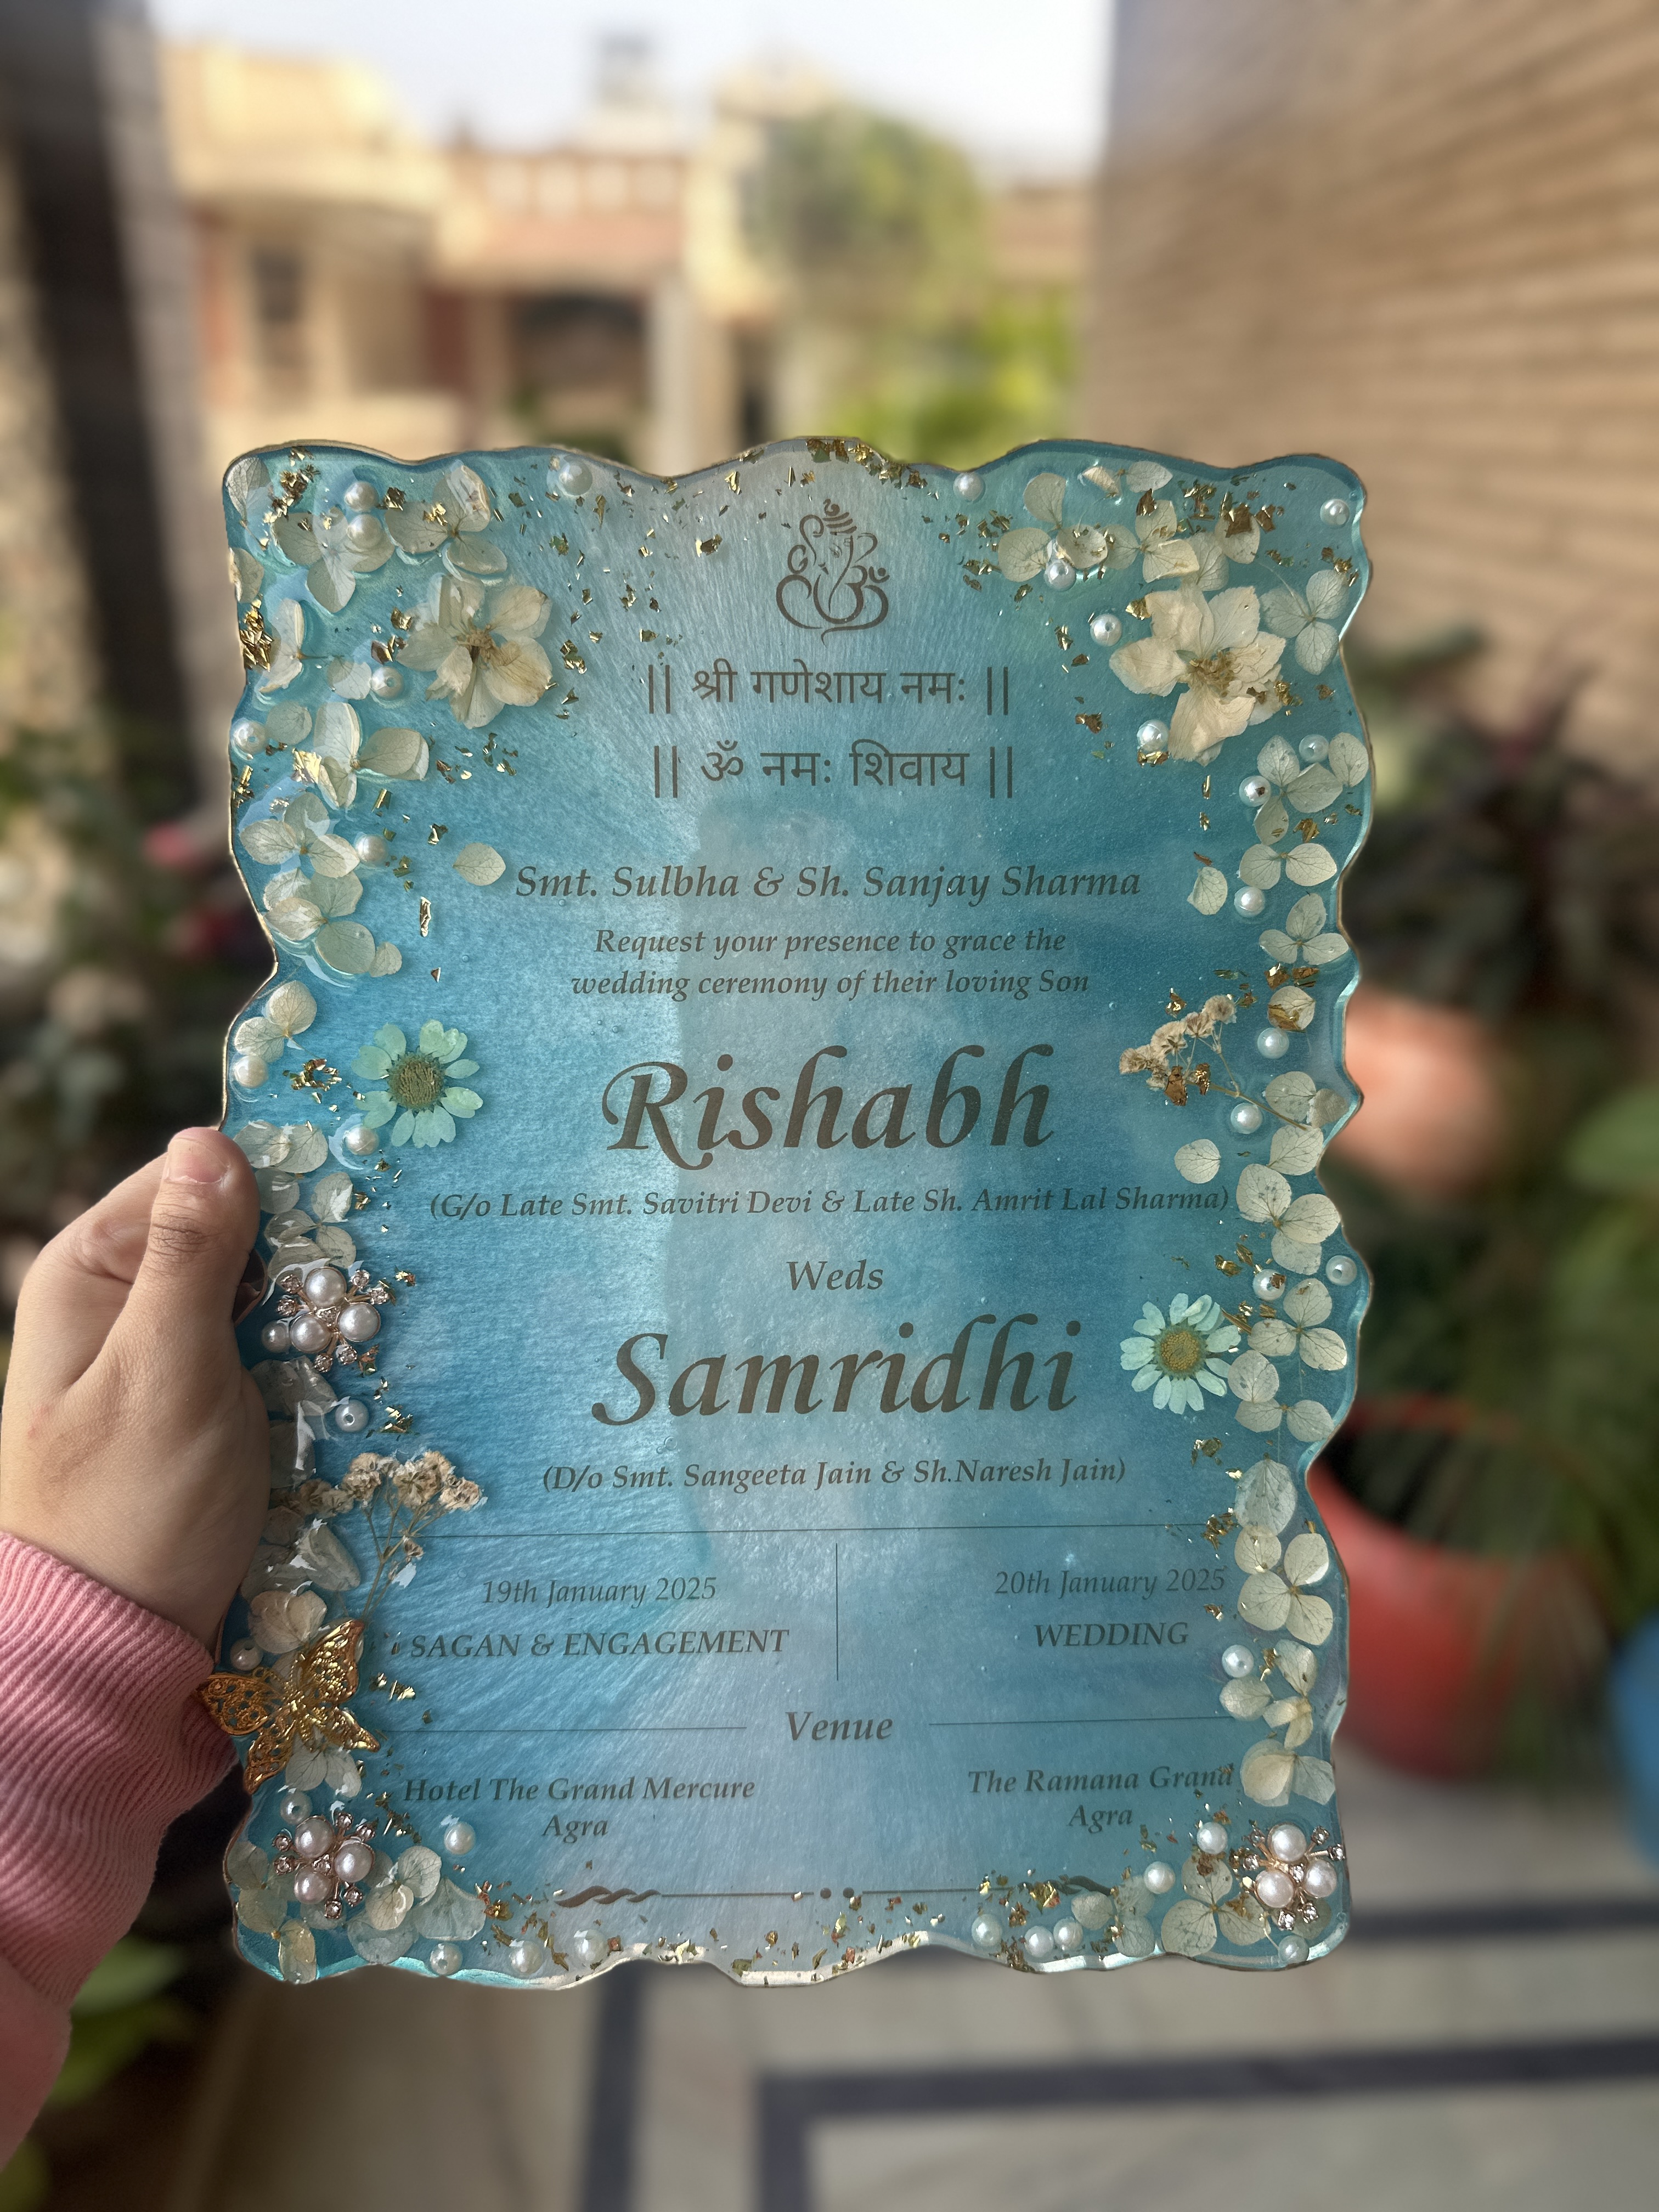 || श्री गणेशाय नमः ||
|| ॐ नमः शिवाय ||
Smt. Sulbha & Sh. Sanjay Sharma
Request your presence to grace the
wedding ceremony of their loving Son
Rishabh
(G/o Late Smt. Savitri Devi & Late Sh. Amrit Lal Sharma)
Weds
Samridhi
(D/o Smt. Sangeeta Jain & Sh.Naresh Jain)
19th January 2025
SAGAN & ENGAGEMENT
20th January 2025
WEDDING
Venue
Hotel The Grand Mercure
Agra
The Ramana Grand
Agra